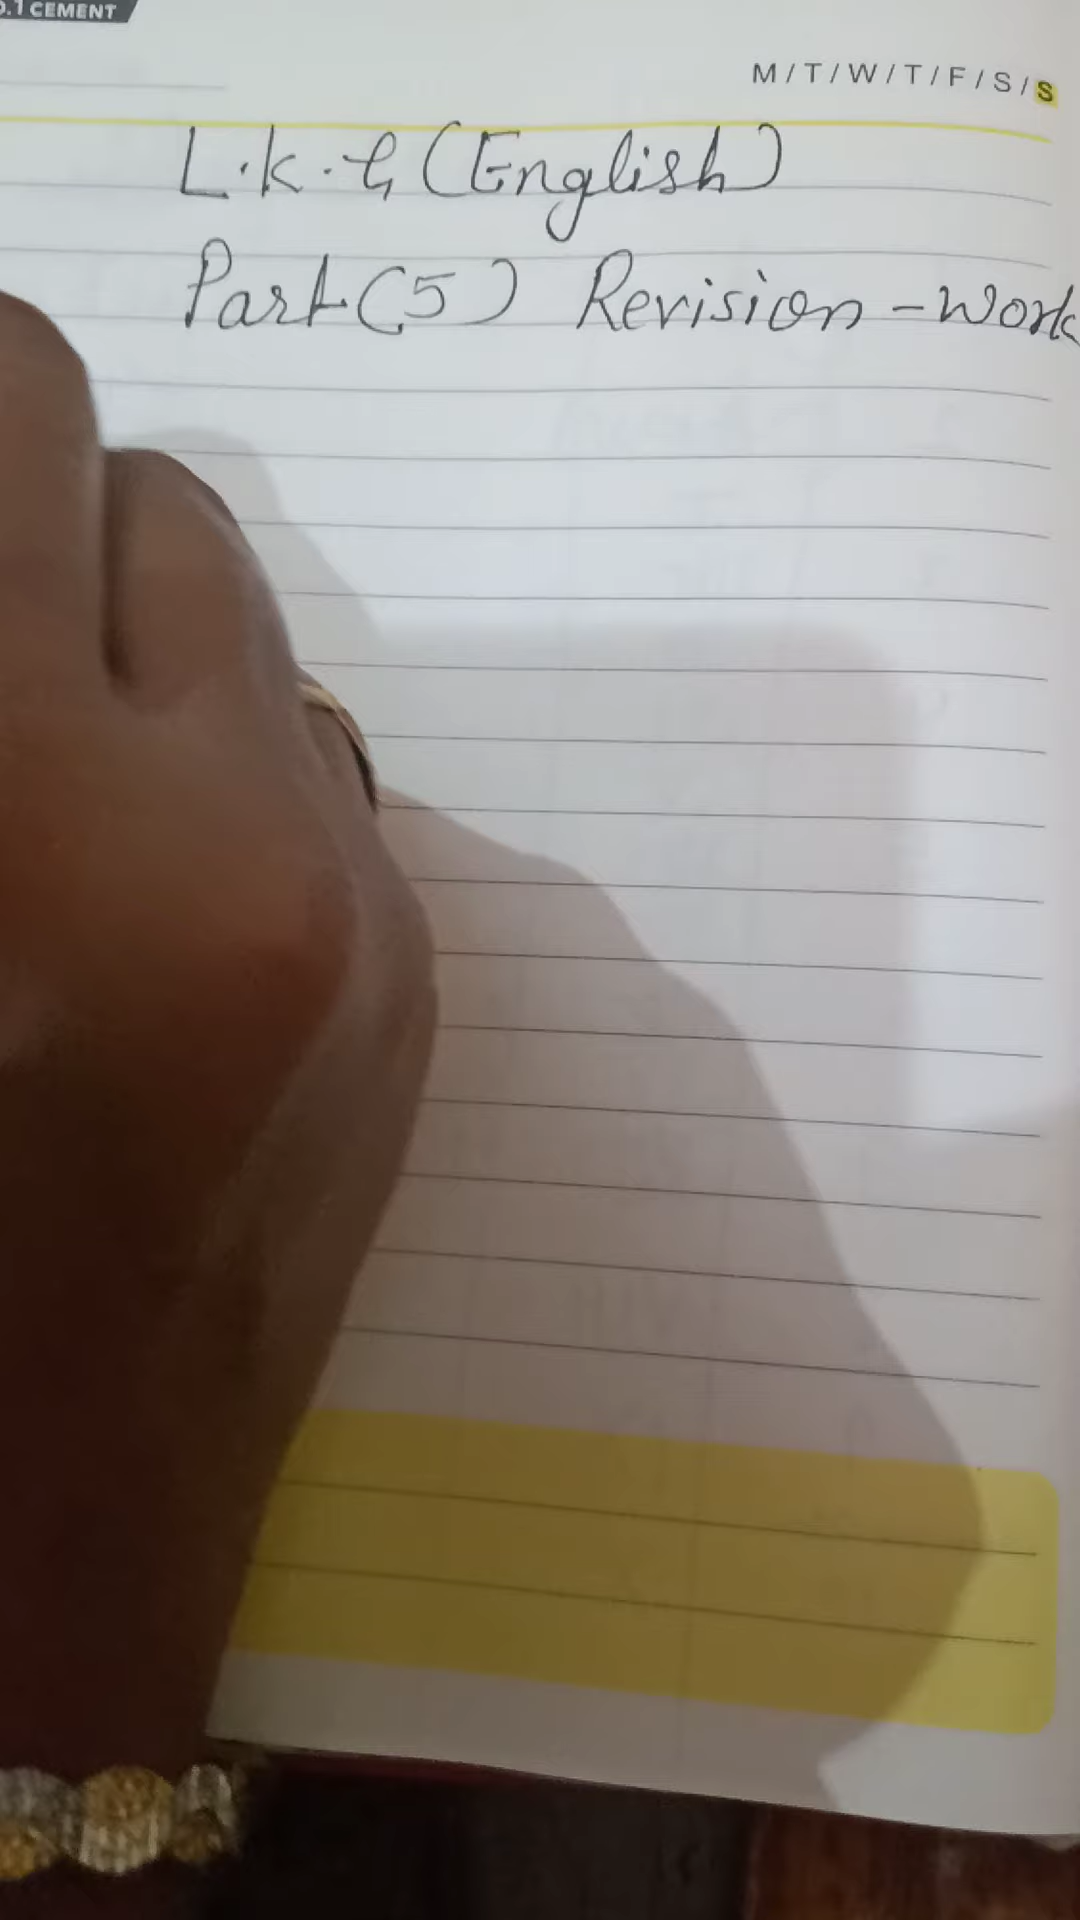 .1 CEMENT
M/T/W/T/F/S/S
L.K.G (English)
Part (5) Revision - Work